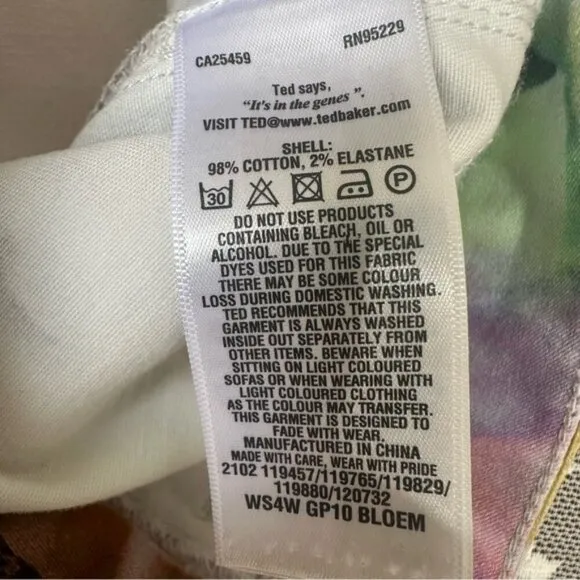 CA25459 RN95229
Ted says,
"It's in the genes".
VISIT TED@www.tedbaker.com
SHELL:
98% COTTON, 2% ELASTANE
30 P
DO NOT USE PRODUCTS
CONTAINING BLEACH, OIL OR
ALCOHOL. DUE TO THE SPECIAL
DYES USED FOR THIS FABRIC
THERE MAY BE SOME COLOUR
LOSS DURING DOMESTIC WASHING.
TED RECOMMENDS THAT THIS
GARMENT IS ALWAYS WASHED
INSIDE OUT SEPARATELY FROM
OTHER ITEMS. BEWARE WHEN
SITTING ON LIGHT COLOURED
SOFAS OR WHEN WEARING WITH
LIGHT COLOURED CLOTHING
AS THE COLOUR MAY TRANSFER.
THIS GARMENT IS DESIGNED TO
FADE WITH WEAR.
MANUFACTURED IN CHINA
MADE WITH CARE, WEAR WITH PRIDE
2102 119457/119765/119829/
119880/120732
WS4W GP10 BLOEM